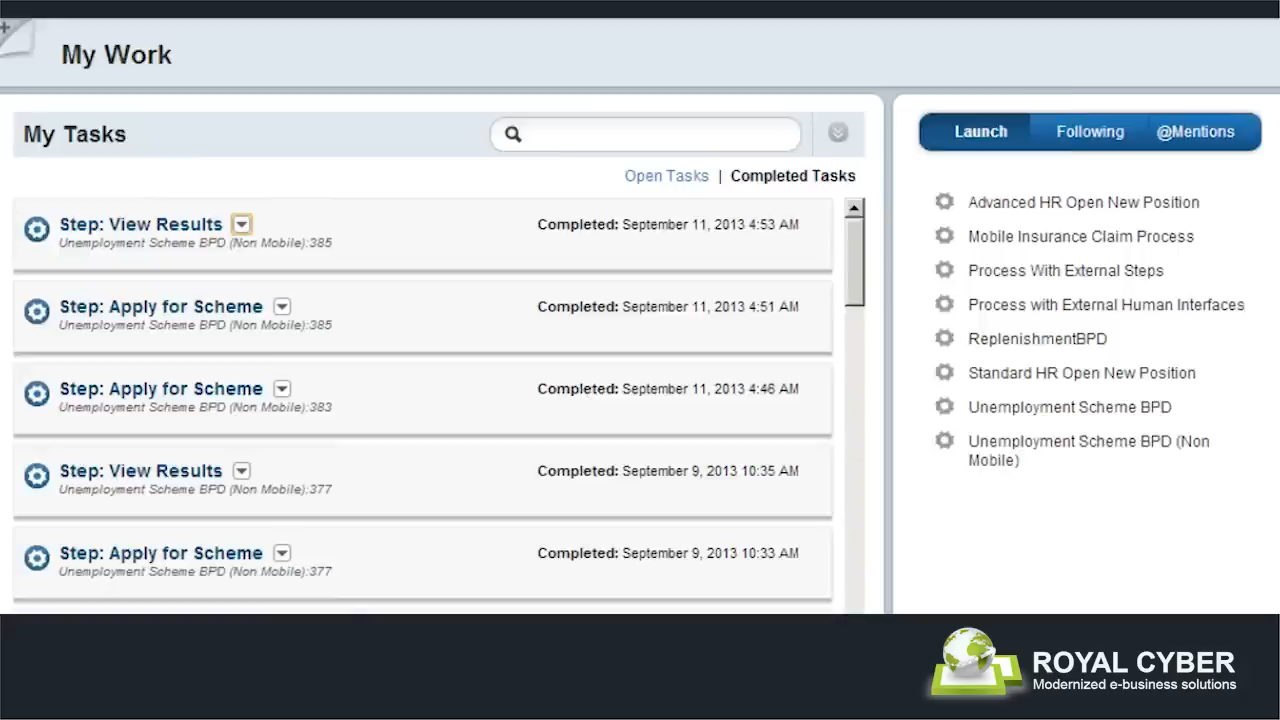 My Work
My Tasks
Open Tasks | Completed Tasks
Step: View Results
Completed: September 11, 2013 4:53 AM
Unemployment Scheme BPD (Non Mobile):385
Step: Apply for Scheme
Completed: September 11, 2013 4:51 AM
Unemployment Scheme BPD (Non Mobile):385
Step: Apply for Scheme
Completed: September 11, 2013 4:46 AM
Unemployment Scheme BPD (Non Mobile):383
Step: View Results
Completed: September 9, 2013 10:35 AM
Unemployment Scheme BPD (Non Mobile):377
Step: Apply for Scheme
Completed: September 9, 2013 10:33 AM
Unemployment Scheme BPD (Non Mobile):377
Launch Following @Mentions
Advanced HR Open New Position
Mobile Insurance Claim Process
Process With External Steps
Process with External Human Interfaces
ReplenishmentBPD
Standard HR Open New Position
Unemployment Scheme BPD
Unemployment Scheme BPD (Non
Mobile)
ROYAL CYBER
Modernized e-business solutions